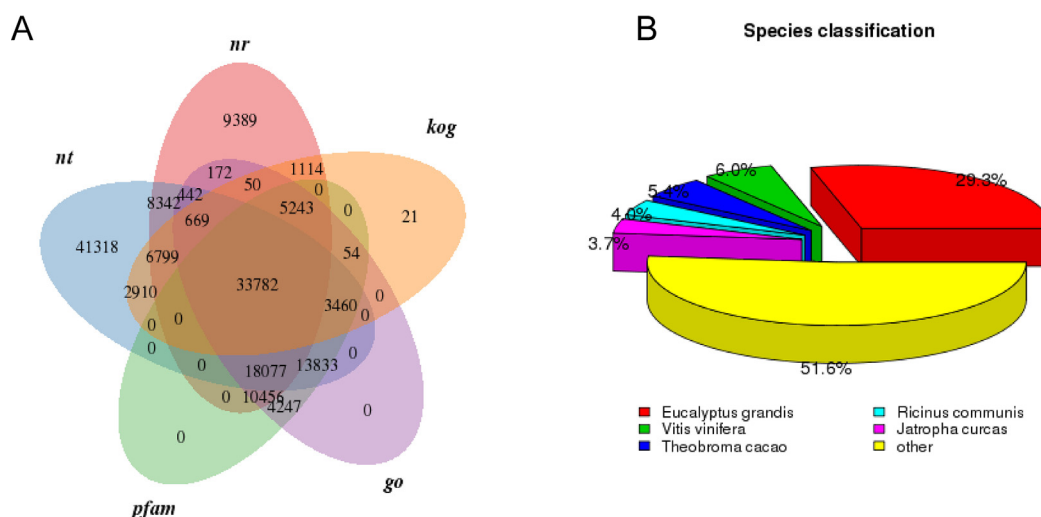 A
nr
nt
kog
9389
172
1114
50
0
442
8342
669
5243
0
21
41318
6799
54
33782
2910
3460
0
0
0
0
0
0
0
18077
13833
0
10456
4247
0
0
go
pfam
B
Species classification
6.0%
29.3%
5.4%
4.0%
3.7%
51.6%
Eucalyptus grandis
Ricinus communis
Vitis vinifera
Jatropha curcas
Theobroma cacao
other